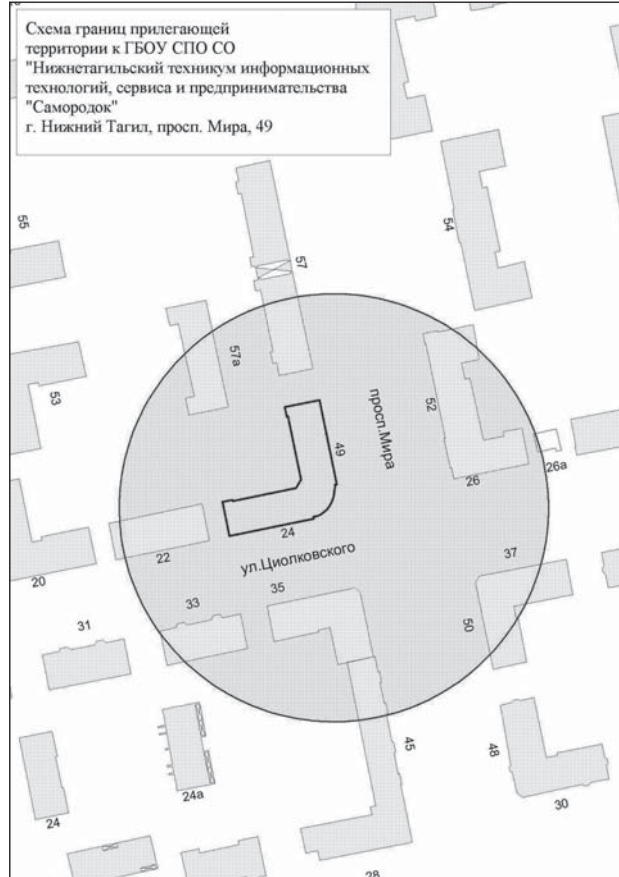 Схема границ прилегающей
территории к ГБОУ СПО СО
"Нижнетагильский техникум информационных
технологий, сервиса и предпринимательства
"Самородок"
г. Нижний Тагил, просп. Мира, 49
55
57
54
57а
53
52
просп.Мира
49
26
26а
24
22
ул.Циолковского
37
20
35
33
31
50
45
48
24а
24
30
28